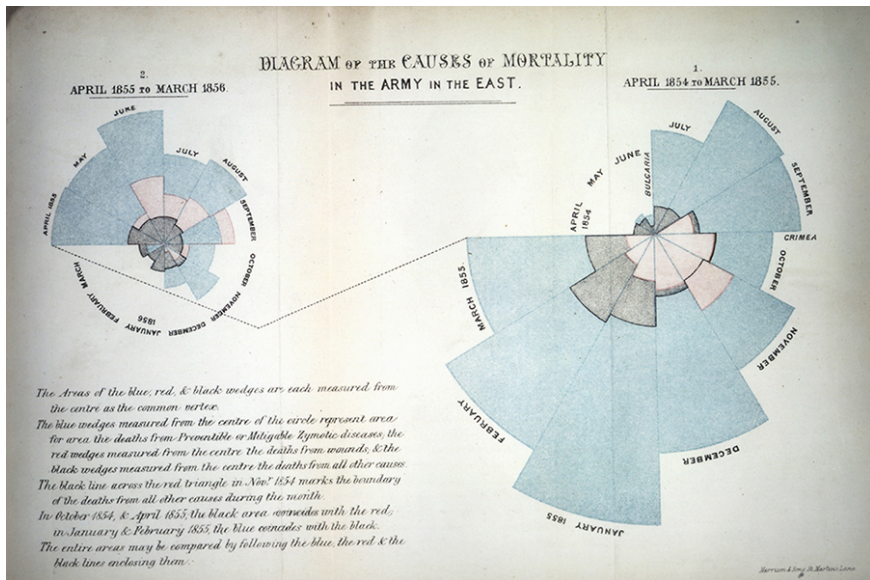 DIAGRAM OF THE CAUSES OF MORTALITY
IN THE ARMY IN THE EAST.
2.
APRIL 1855 TO MARCH 1856.
JUNE
MAY
JULY
AUGUST
APRIL 1855
SEPTEMBER
OCTOBER
NOVEMBER
DECEMBER
JANUARY
1856
FEBRUARY
MARCH
1.
APRIL 1854 TO MARCH 1855.
JULY
AUGUST
JUNE
BULGARIA
MAY
APRIL
1854
SEPTEMBER
CRIMEA
OCTOBER
NOVEMBER
DECEMBER
JANUARY 1855
FEBRUARY
MARCH 1855.
The Areas of the blue, red, & black wedges are each measured from
the centre as the common vertex.
The blue wedges measured from the centre of the circle represent area
for area the deaths from Preventible or Mitigable Zymotic diseases; the
red wedges measured from the centre the deaths from wounds; & the
black wedges measured from the centre the deaths from all other causes.
The black line across the red triangle in Novr. 1854 marks the boundary
of the deaths from all other causes during the month.
In October 1854, & April 1855, the black area coincides with the red;
in January & February 1855, the blue coincides with the black.
The entire areas may be compared by following the blue, the red & the
black lines enclosing them.
Harrison & Sons St. Martins Lane